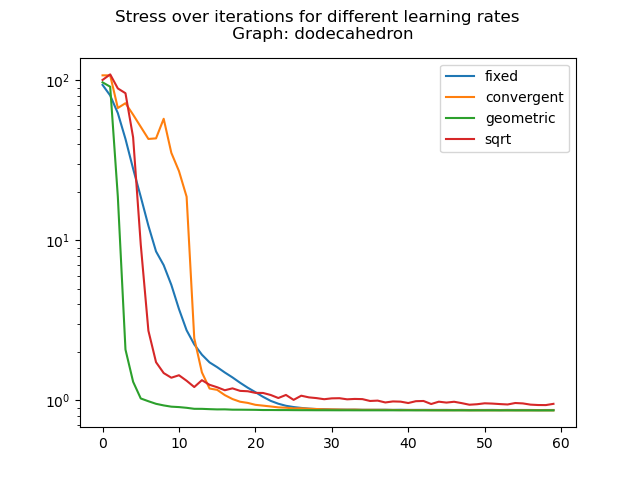 Stress over iterations for different learning rates
Graph: dodecahedron
fixed
convergent
geometric
sqrt
10²
10¹
10⁰
0
10
20
30
40
50
60